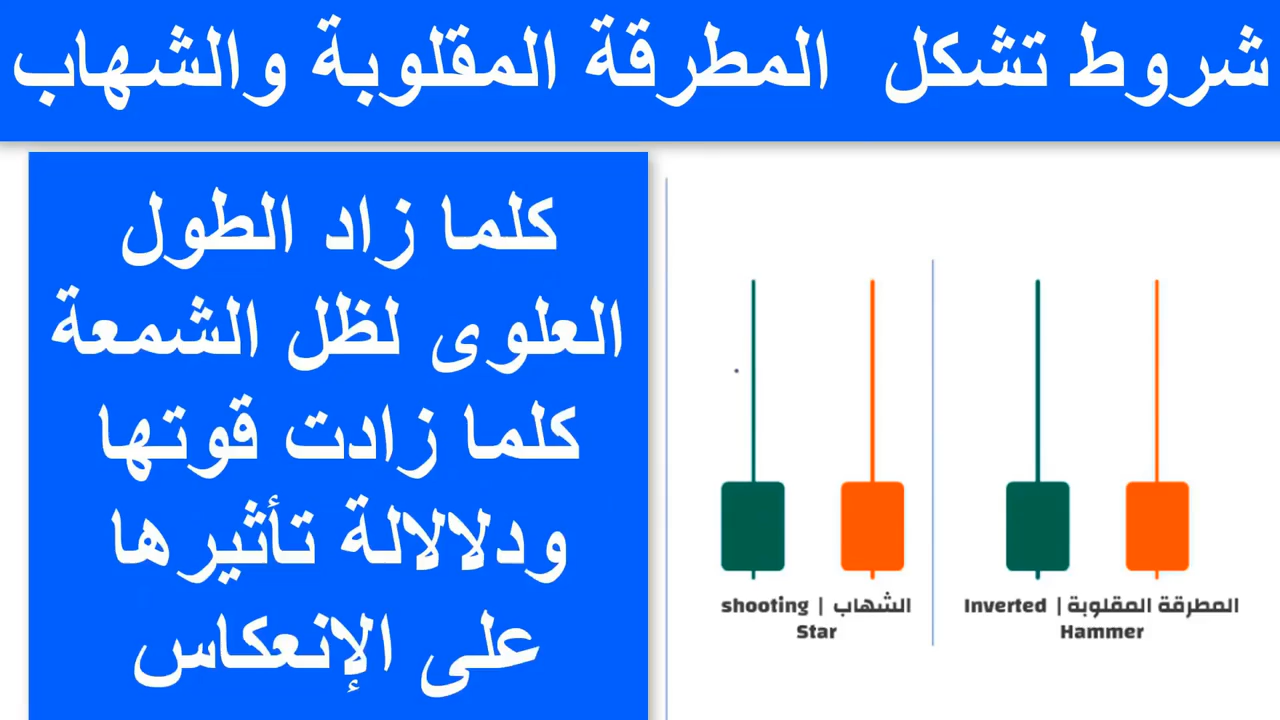 شروط تشكل المطرقة المقلوبة والشهاب
كلما زاد الطول
العلوى لظل الشمعة
كلما زادت قوتها
ودلالالة تأثيرها
على الإنعكاس
المطرقة المقلوبة | Inverted
Hammer
الشهاب | shooting
Star